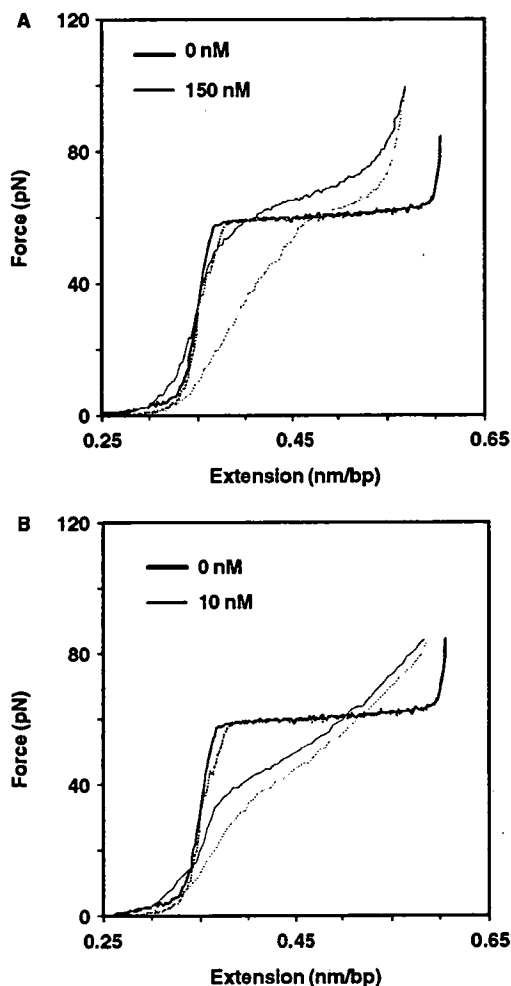 A
120
0 nM
150 nM
80
Force (pN)
40
0
0.25
0.45
0.65
Extension (nm/bp)
B
120
0 nM
10 nM
80
Force (pN)
40
0
0.25
0.45
0.65
Extension (nm/bp)